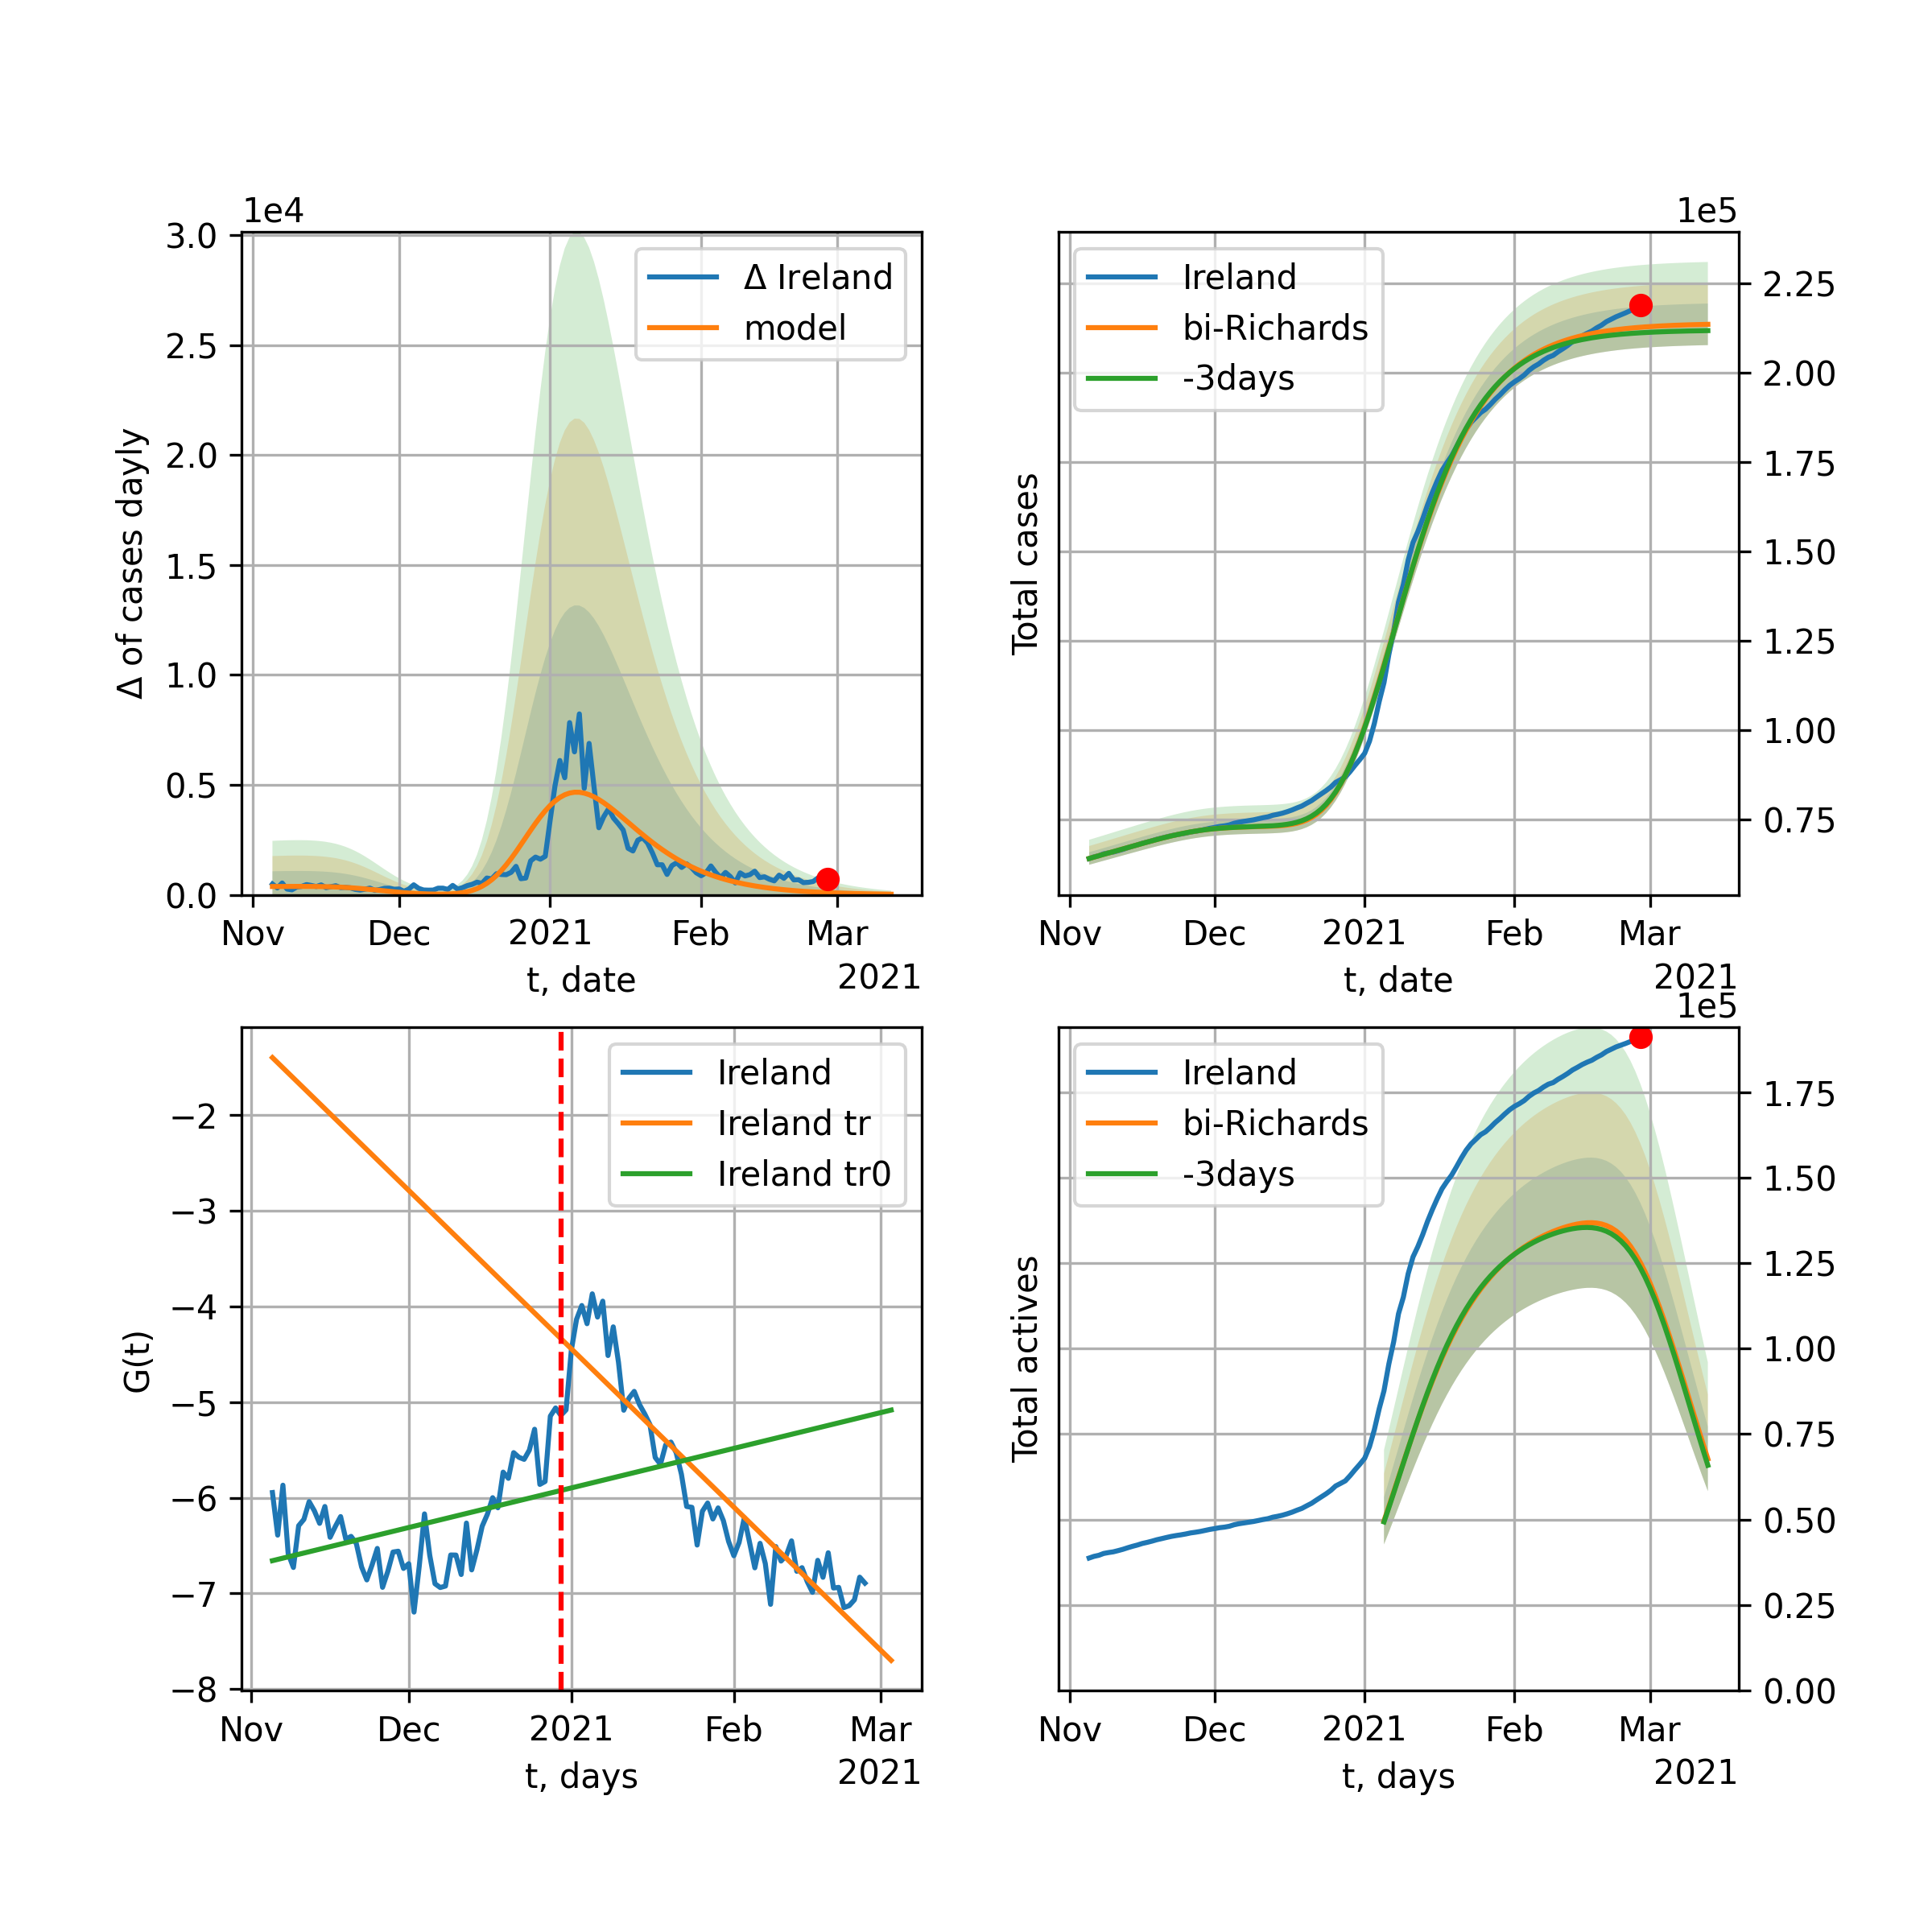 1e4
3.0
2.5
2.0
1.5
1.0
0.5
0.0
Δ of cases dayly
Δ Ireland
model
Nov Dec 2021 Feb Mar
t, date
2021
1e5
Total cases
Ireland
bi-Richards
-3days
2.25
2.00
1.75
1.50
1.25
1.00
0.75
Nov Dec 2021 Feb Mar
t, date
2021
G(t)
−2
−3
−4
−5
−6
−7
−8
Ireland
Ireland tr
Ireland tr0
Nov Dec 2021 Feb Mar
t, days
2021
1e5
Total actives
Ireland
bi-Richards
-3days
1.75
1.50
1.25
1.00
0.75
0.50
0.25
0.00
Nov Dec 2021 Feb Mar
t, days
2021